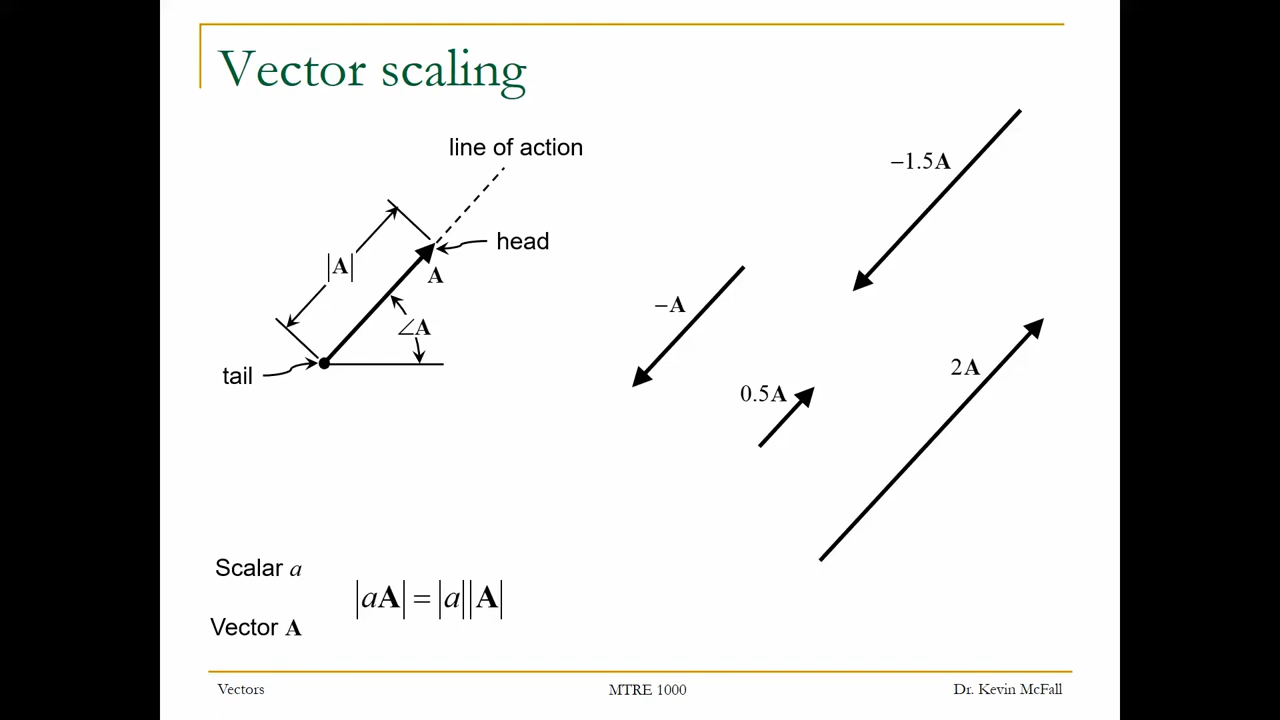 Vector scaling
line of action
−1.5A
head
|A|
A
−A
∠A
tail
2A
0.5A
Scalar a
|aA| = |a||A|
Vector A
Vectors
MTRE 1000
Dr. Kevin McFall